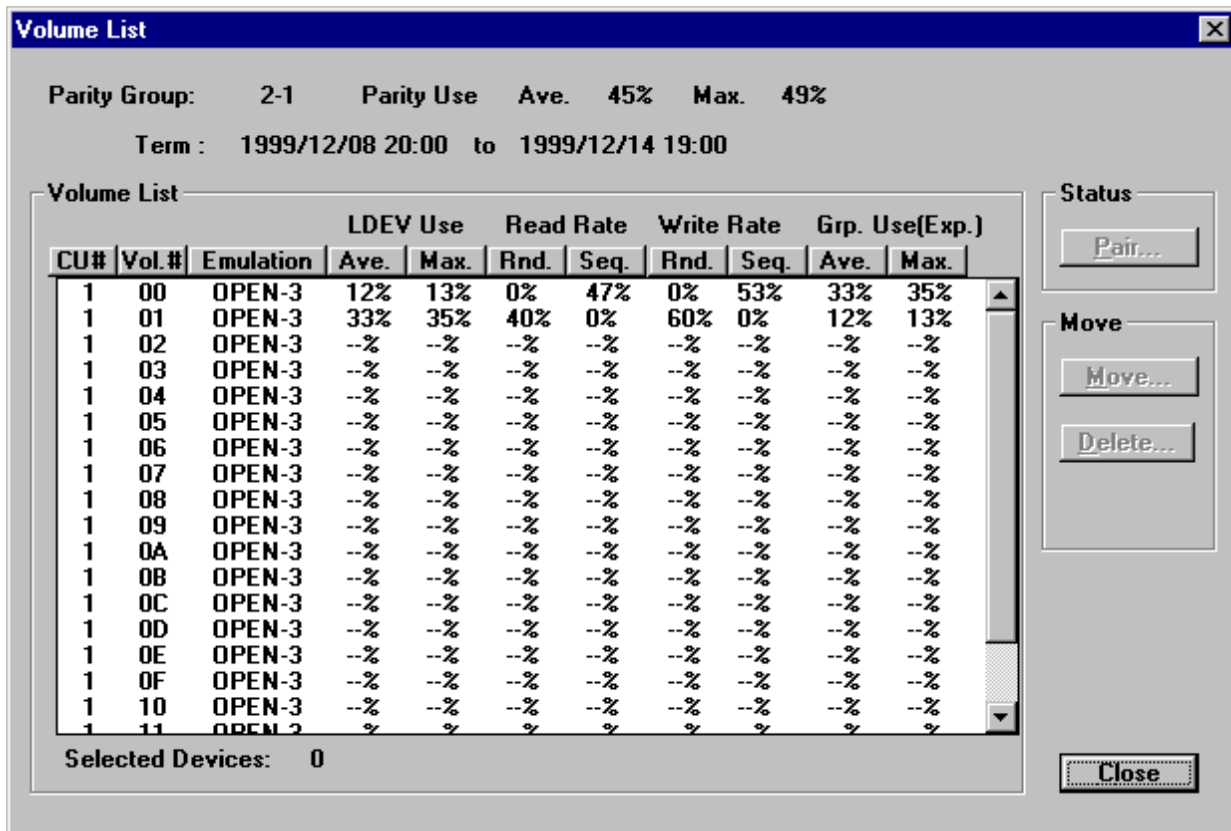 Volume List
Parity Group: 2-1 Parity Use Ave. 45% Max. 49%
Term : 1999/12/08 20:00 to 1999/12/14 19:00
Volume List
LDEV Use Read Rate Write Rate Grp. Use(Exp.)
CU# Vol.# Emulation Ave. Max. Rnd. Seq. Rnd. Seq. Ave. Max.
1 00 OPEN-3 12% 13% 0% 47% 0% 53% 33% 35%
1 01 OPEN-3 33% 35% 40% 0% 60% 0% 12% 13%
1 02 OPEN-3 --% --% --% --% --% --% --% --%
1 03 OPEN-3 --% --% --% --% --% --% --% --%
1 04 OPEN-3 --% --% --% --% --% --% --% --%
1 05 OPEN-3 --% --% --% --% --% --% --% --%
1 06 OPEN-3 --% --% --% --% --% --% --% --%
1 07 OPEN-3 --% --% --% --% --% --% --% --%
1 08 OPEN-3 --% --% --% --% --% --% --% --%
1 09 OPEN-3 --% --% --% --% --% --% --% --%
1 0A OPEN-3 --% --% --% --% --% --% --% --%
1 0B OPEN-3 --% --% --% --% --% --% --% --%
1 0C OPEN-3 --% --% --% --% --% --% --% --%
1 0D OPEN-3 --% --% --% --% --% --% --% --%
1 0E OPEN-3 --% --% --% --% --% --% --% --%
1 0F OPEN-3 --% --% --% --% --% --% --% --%
1 10 OPEN-3 --% --% --% --% --% --% --% --%
Selected Devices: 0
Status
Pair...
Move
Move...
Delete...
Close